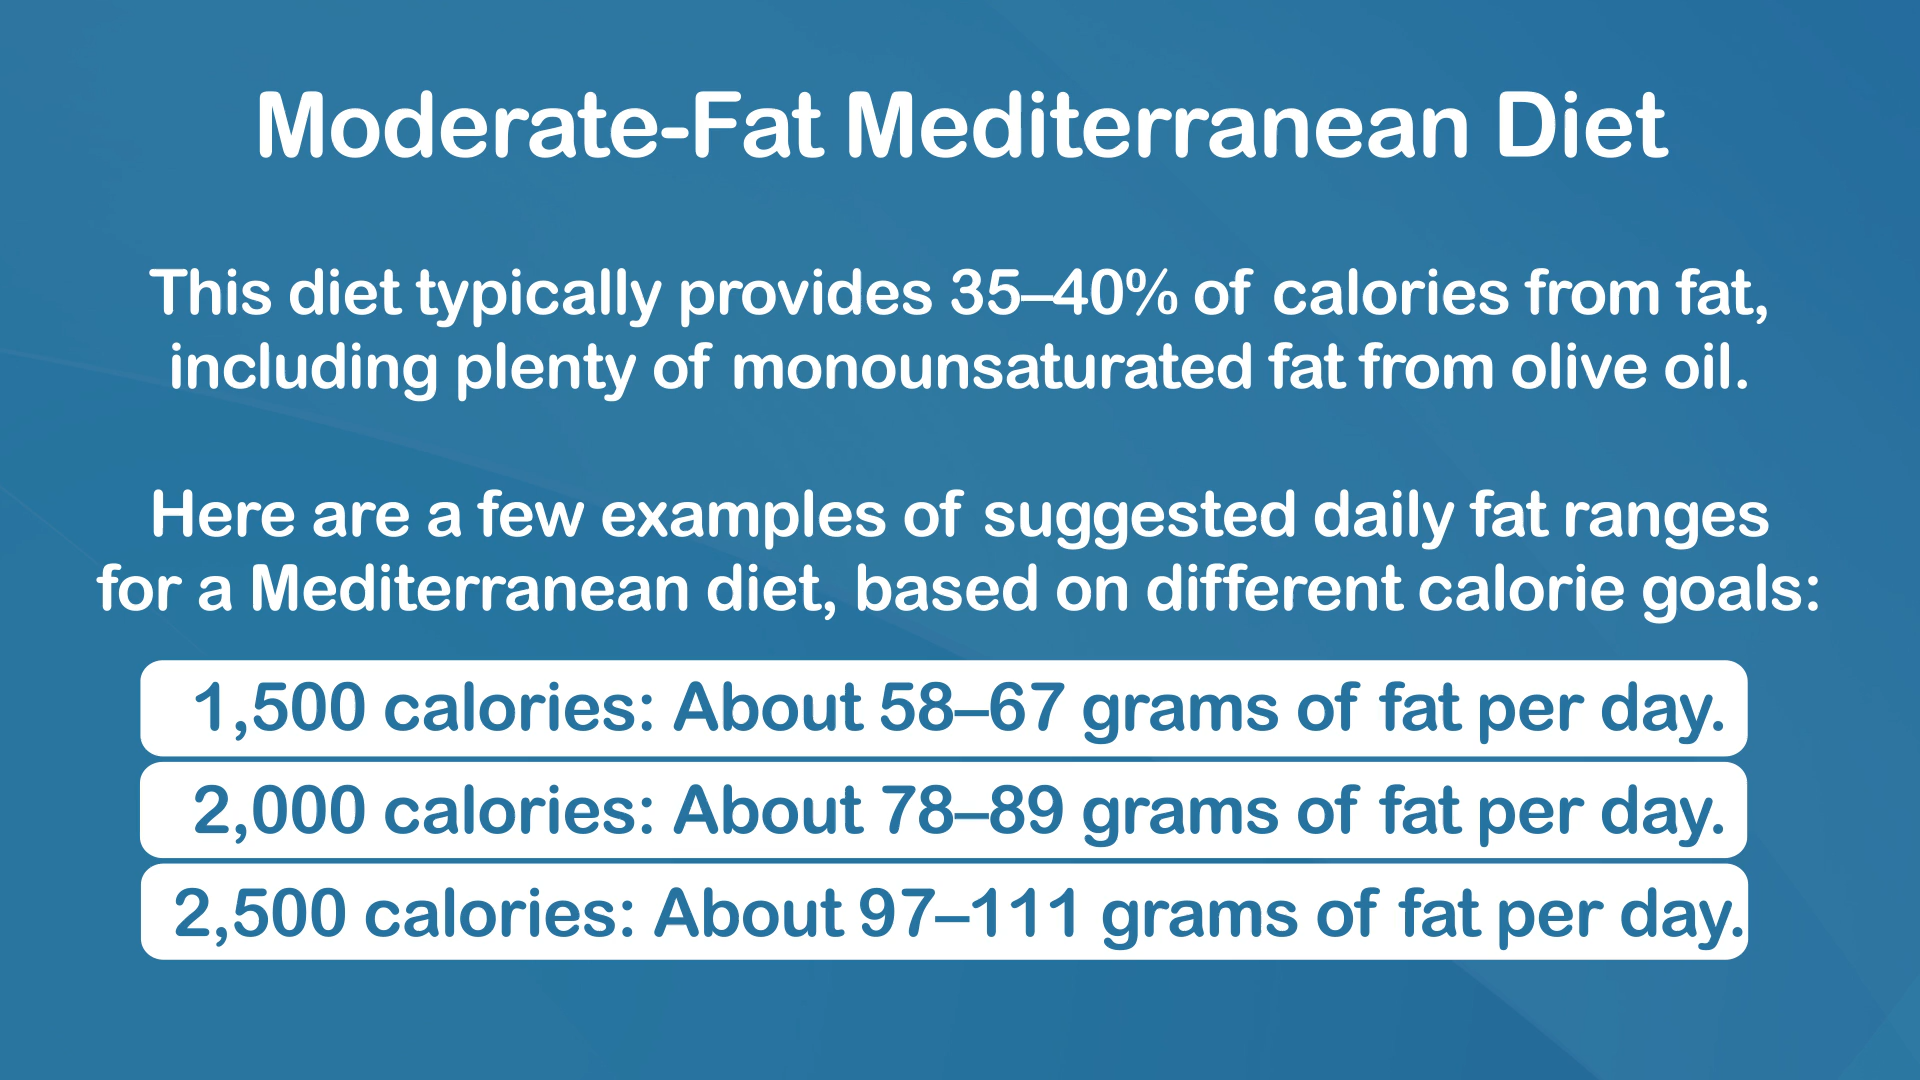 Moderate-Fat Mediterranean Diet
This diet typically provides 35–40% of calories from fat,
including plenty of monounsaturated fat from olive oil.
Here are a few examples of suggested daily fat ranges
for a Mediterranean diet, based on different calorie goals:
1,500 calories: About 58–67 grams of fat per day.
2,000 calories: About 78–89 grams of fat per day.
2,500 calories: About 97–111 grams of fat per day.